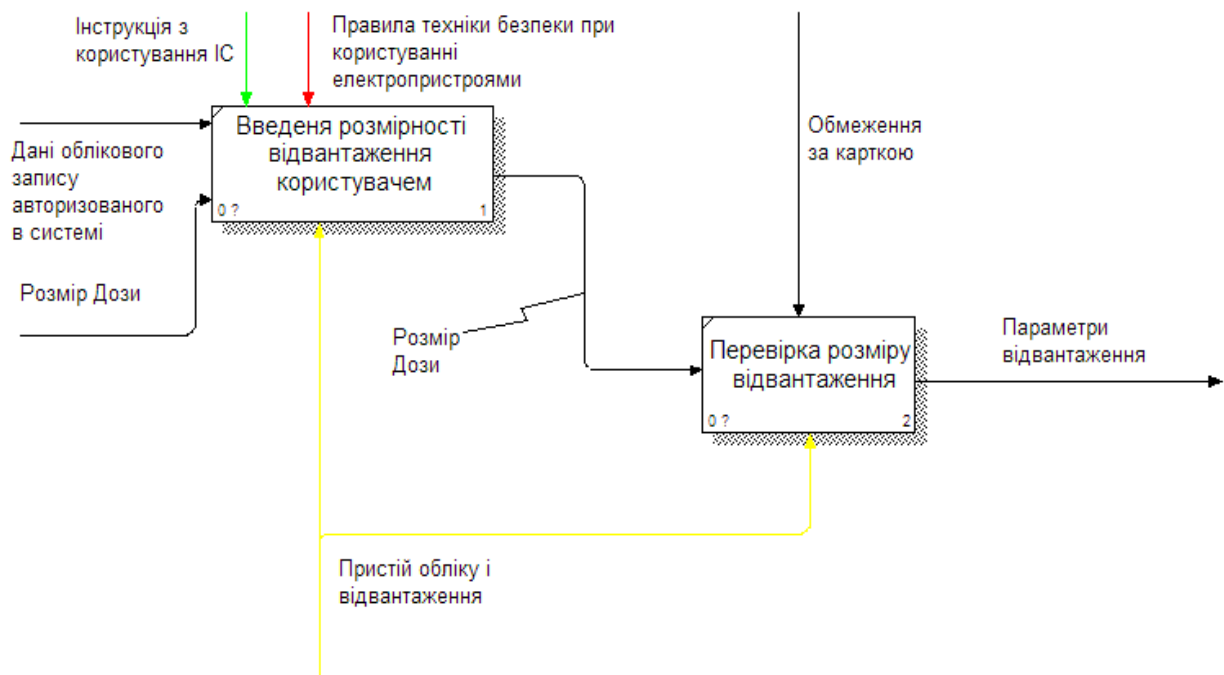 Інструкція з
користування ІС
Правила техніки безпеки при
користуванні
електропристроями
Обмеження
за карткою
Введеня розмірності
відвантаження
користувачем
0 ?
1
Дані облікового
запису
авторизованого
в системі
Розмір Дози
Розмір
Дози
Перевірка розміру
відвантаження
0 ?
2
Параметри
відвантаження
Пристій обліку і
відвантаження